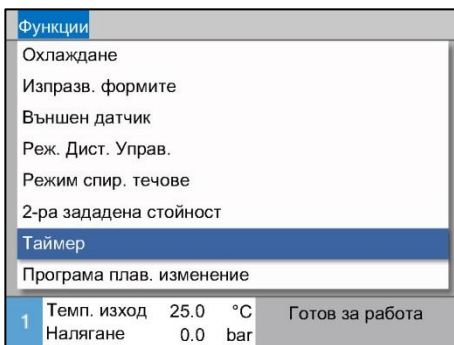 Функции
Охлаждане
Изпразв. формите
Външен датчик
Реж. Дист. Управ.
Режим спир. течове
2-ра зададена стойност
Таймер
Програма плав. изменение
1 Темп. изход 25.0 °C Готов за работа
Налягане 0.0 bar